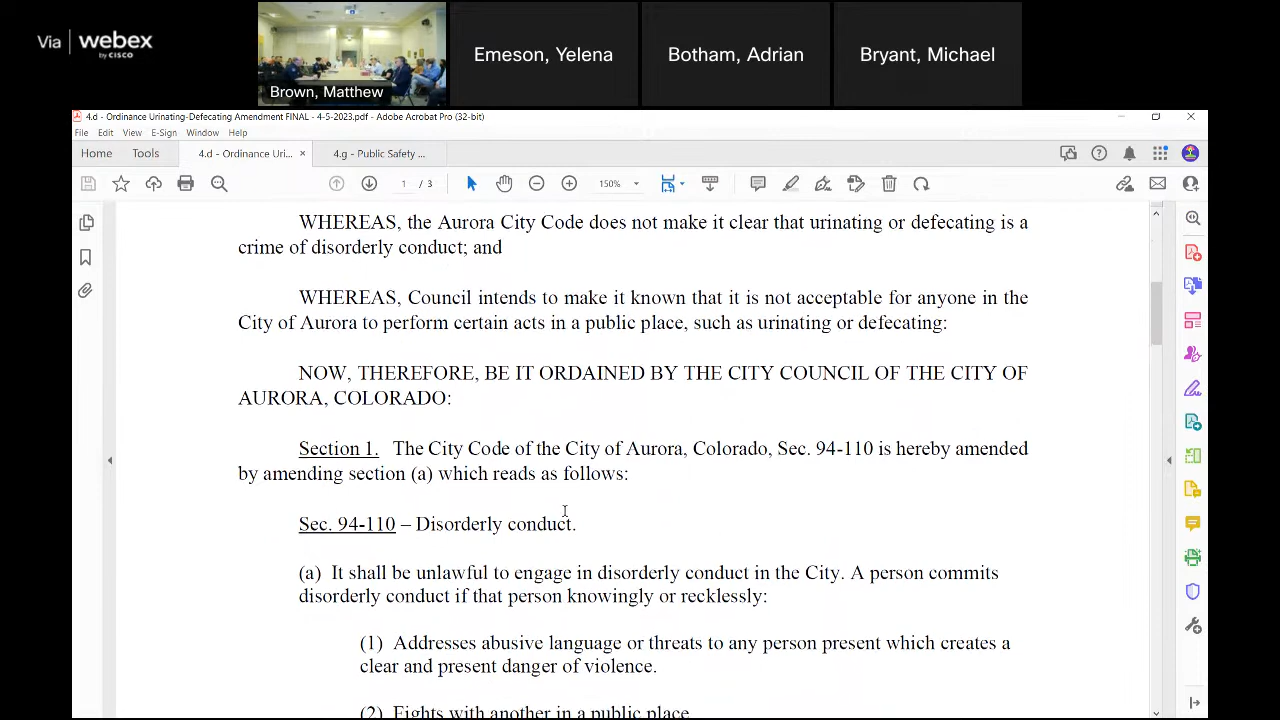 Via webex
by CISCO
Brown, Matthew
Emeson, Yelena
Botham, Adrian
Bryant, Michael
4.d - Ordinance Urinating-Defecating Amendment FINAL - 4-5-2023.pdf - Adobe Acrobat Pro (32-bit)
File Edit View E-Sign Window Help
Home Tools 4.d - Ordinance Uri... × 4.g - Public Safety ...
1 / 3 150%
WHEREAS, the Aurora City Code does not make it clear that urinating or defecating is a
crime of disorderly conduct; and
WHEREAS, Council intends to make it known that it is not acceptable for anyone in the
City of Aurora to perform certain acts in a public place, such as urinating or defecating:
NOW, THEREFORE, BE IT ORDAINED BY THE CITY COUNCIL OF THE CITY OF
AURORA, COLORADO:
Section 1. The City Code of the City of Aurora, Colorado, Sec. 94-110 is hereby amended
by amending section (a) which reads as follows:
Sec. 94-110 – Disorderly conduct.
(a) It shall be unlawful to engage in disorderly conduct in the City. A person commits
disorderly conduct if that person knowingly or recklessly:
(1) Addresses abusive language or threats to any person present which creates a
clear and present danger of violence.
(2) Fights with another in a public place.